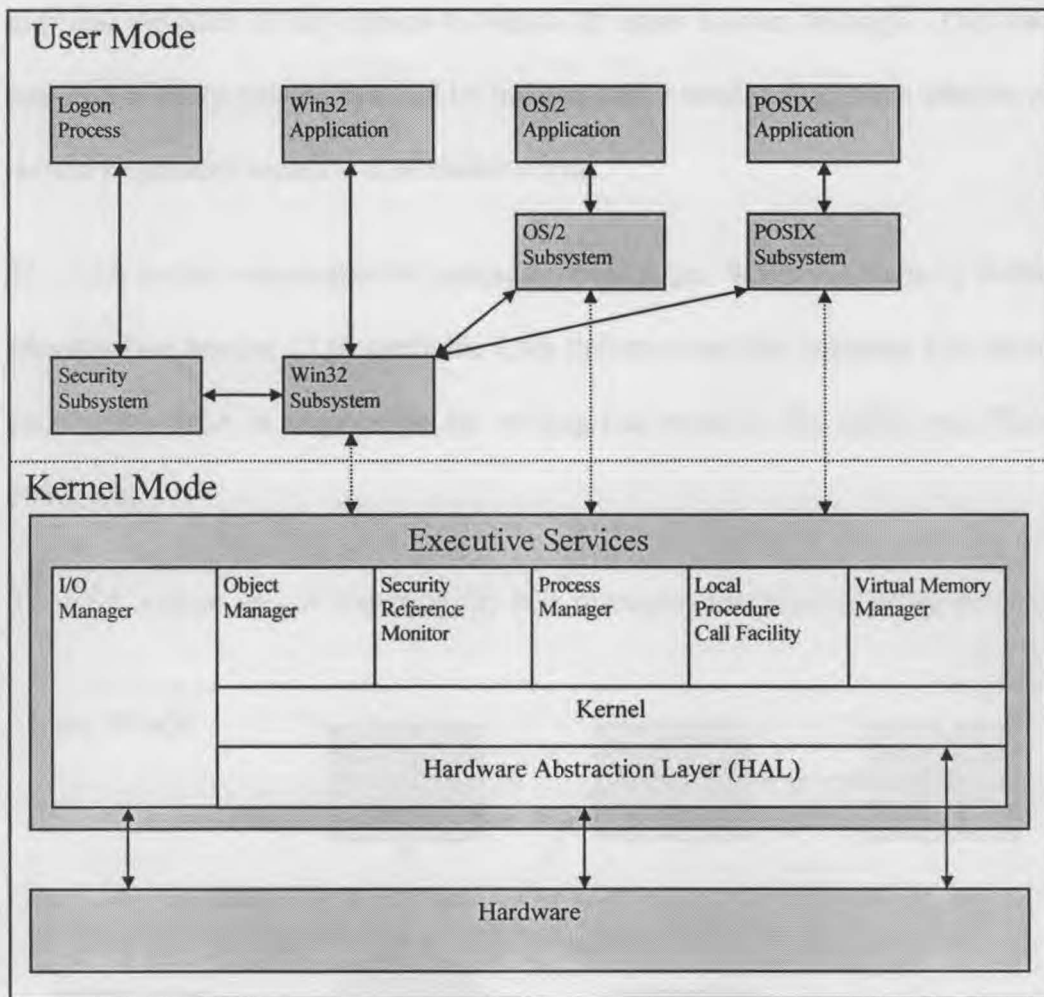 User Mode
Logon
Process
Win32
Application
OS/2
Application
POSIX
Application
OS/2
Subsystem
POSIX
Subsystem
Security
Subsystem
Win32
Subsystem
Kernel Mode
Executive Services
I/O
Manager
Object
Manager
Security
Reference
Monitor
Process
Manager
Local
Procedure
Call Facility
Virtual Memory
Manager
Kernel
Hardware Abstraction Layer (HAL)
Hardware